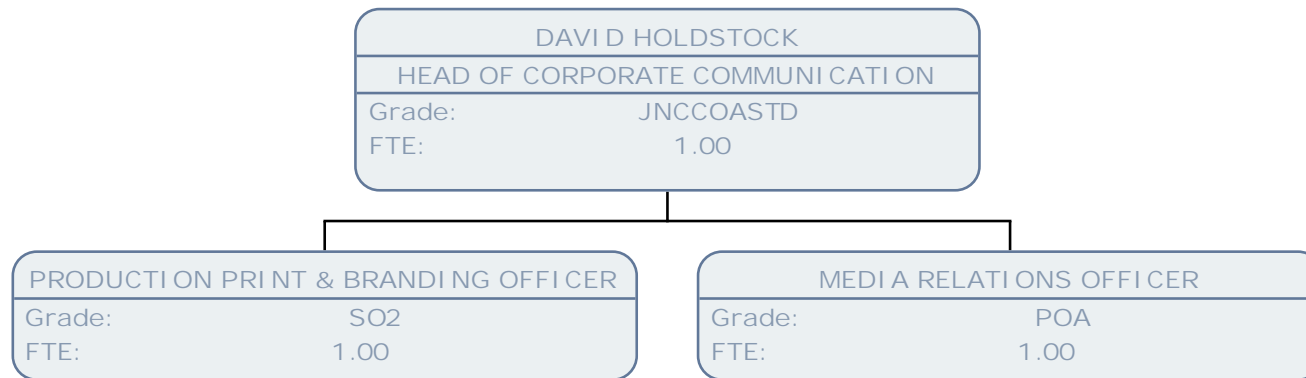 DAVID HOLDSTOCK
HEAD OF CORPORATE COMMUNICATION
Grade: JNCCOASTD
FTE: 1.00
PRODUCTION PRINT & BRANDING OFFICER
Grade: SO2
FTE: 1.00
MEDIA RELATIONS OFFICER
Grade: POA
FTE: 1.00